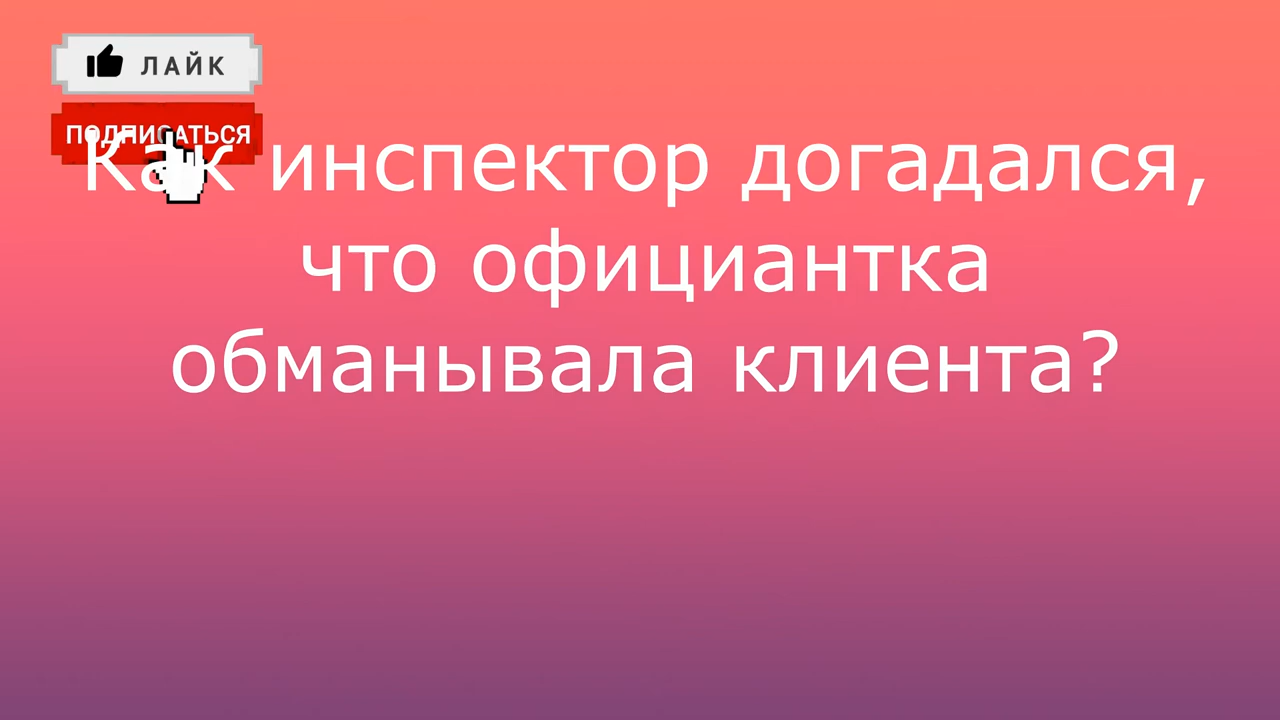 ЛАЙК
ПОДПИСАТЬСЯ
Как инспектор догадался,
что официантка
обманывала клиента?